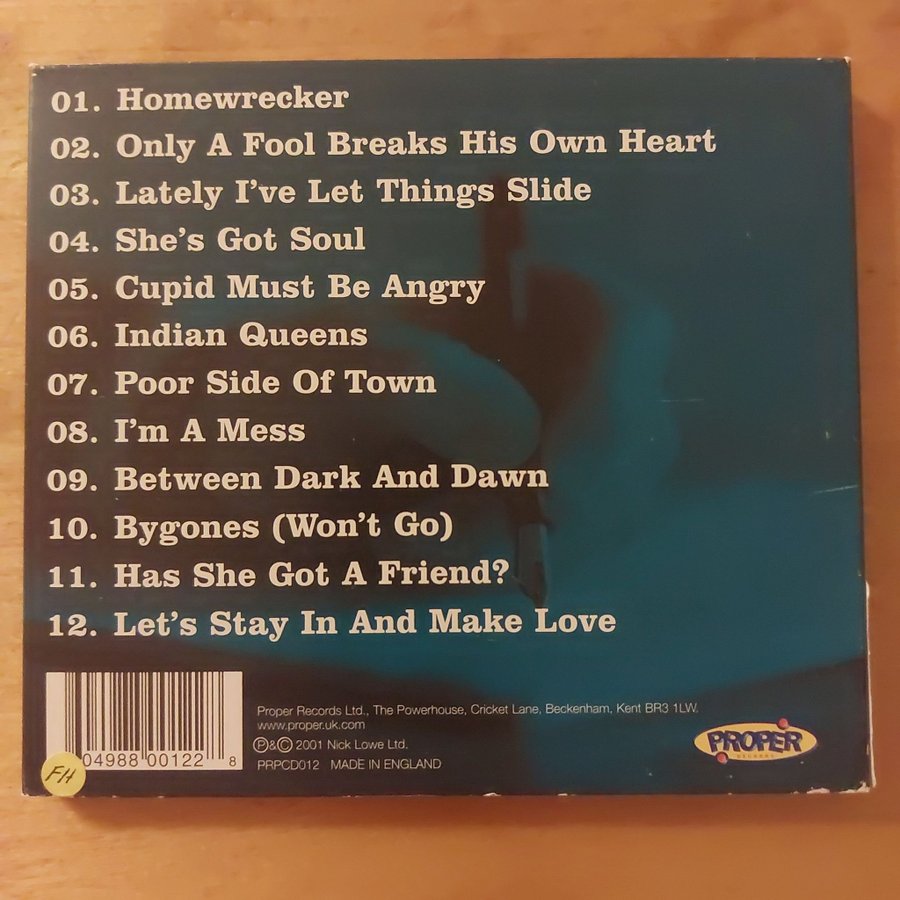 01. Homewrecker
02. Only A Fool Breaks His Own Heart
03. Lately I've Let Things Slide
04. She's Got Soul
05. Cupid Must Be Angry
06. Indian Queens
07. Poor Side Of Town
08. I'm A Mess
09. Between Dark And Dawn
10. Bygones (Won't Go)
11. Has She Got A Friend?
12. Let's Stay In And Make Love
Proper Records Ltd., The Powerhouse, Cricket Lane, Beckenham, Kent BR3 1LW.
www.proper.uk.com
℗&© 2001 Nick Lowe Ltd.
PRPCD012 MADE IN ENGLAND
PROPER
RECORDS
04988 00122 8
FH